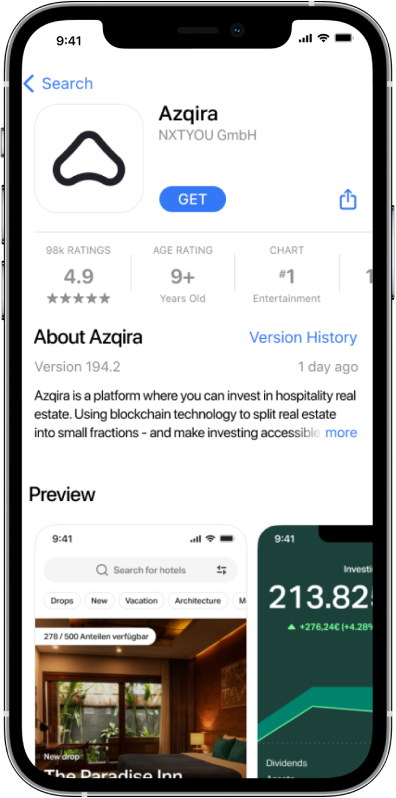 9:41
Search
Azqira
NXTYOU GmbH
GET
98k RATINGS
AGE RATING
CHART
4.9
9+
#1
1
★★★★★
Years Old
Entertainment
About Azqira
Version History
Version 194.2
1 day ago
Azqira is a platform where you can invest in hospitality real
estate. Using blockchain technology to split real estate
into small fractions - and make investing accessible more
Preview
9:41
Search for hotels
Drops
New
Vacation
Architecture
M
278 / 500 Anteilen verfügbar
New drop
The Paradise Inn
9:41
Investi
213.825
+276,24€ (+4.28%
Dividends